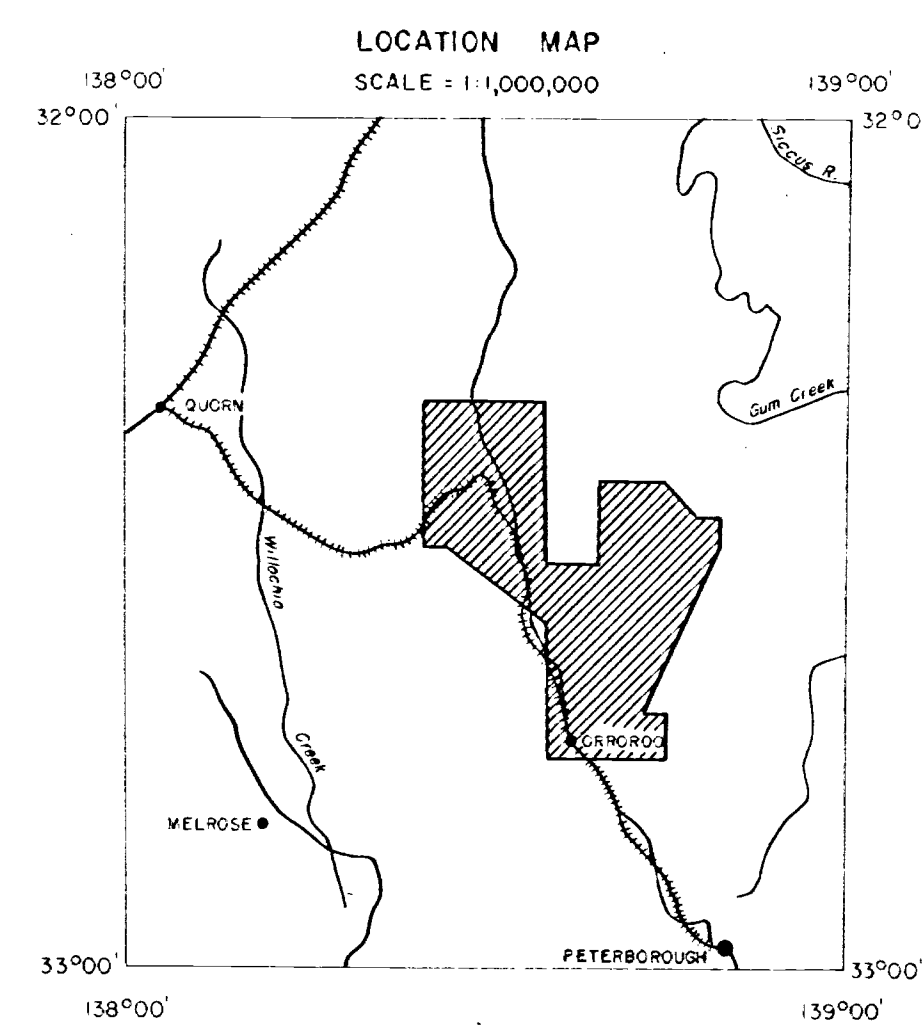 LOCATION MAP
138°00' SCALE = 1:1,000,000 139°00'
32°00' 32°0
SICCUS R.
Gum Creek
QUORN
Willochia
ORROROO
Creek
MELROSE
PETERBOROUGH
33°00' 33°00'
138°00' 139°00'